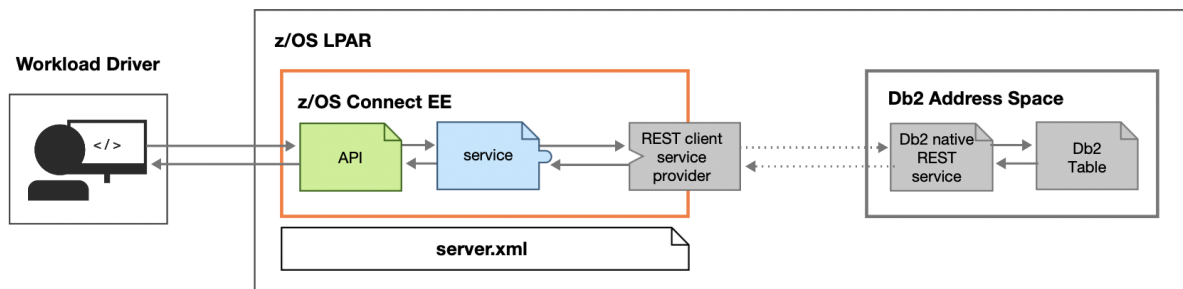 z/OS LPAR
Workload Driver
</>
z/OS Connect EE
API
service
REST client
service
provider
server.xml
Db2 Address Space
Db2 native
REST
service
Db2
Table